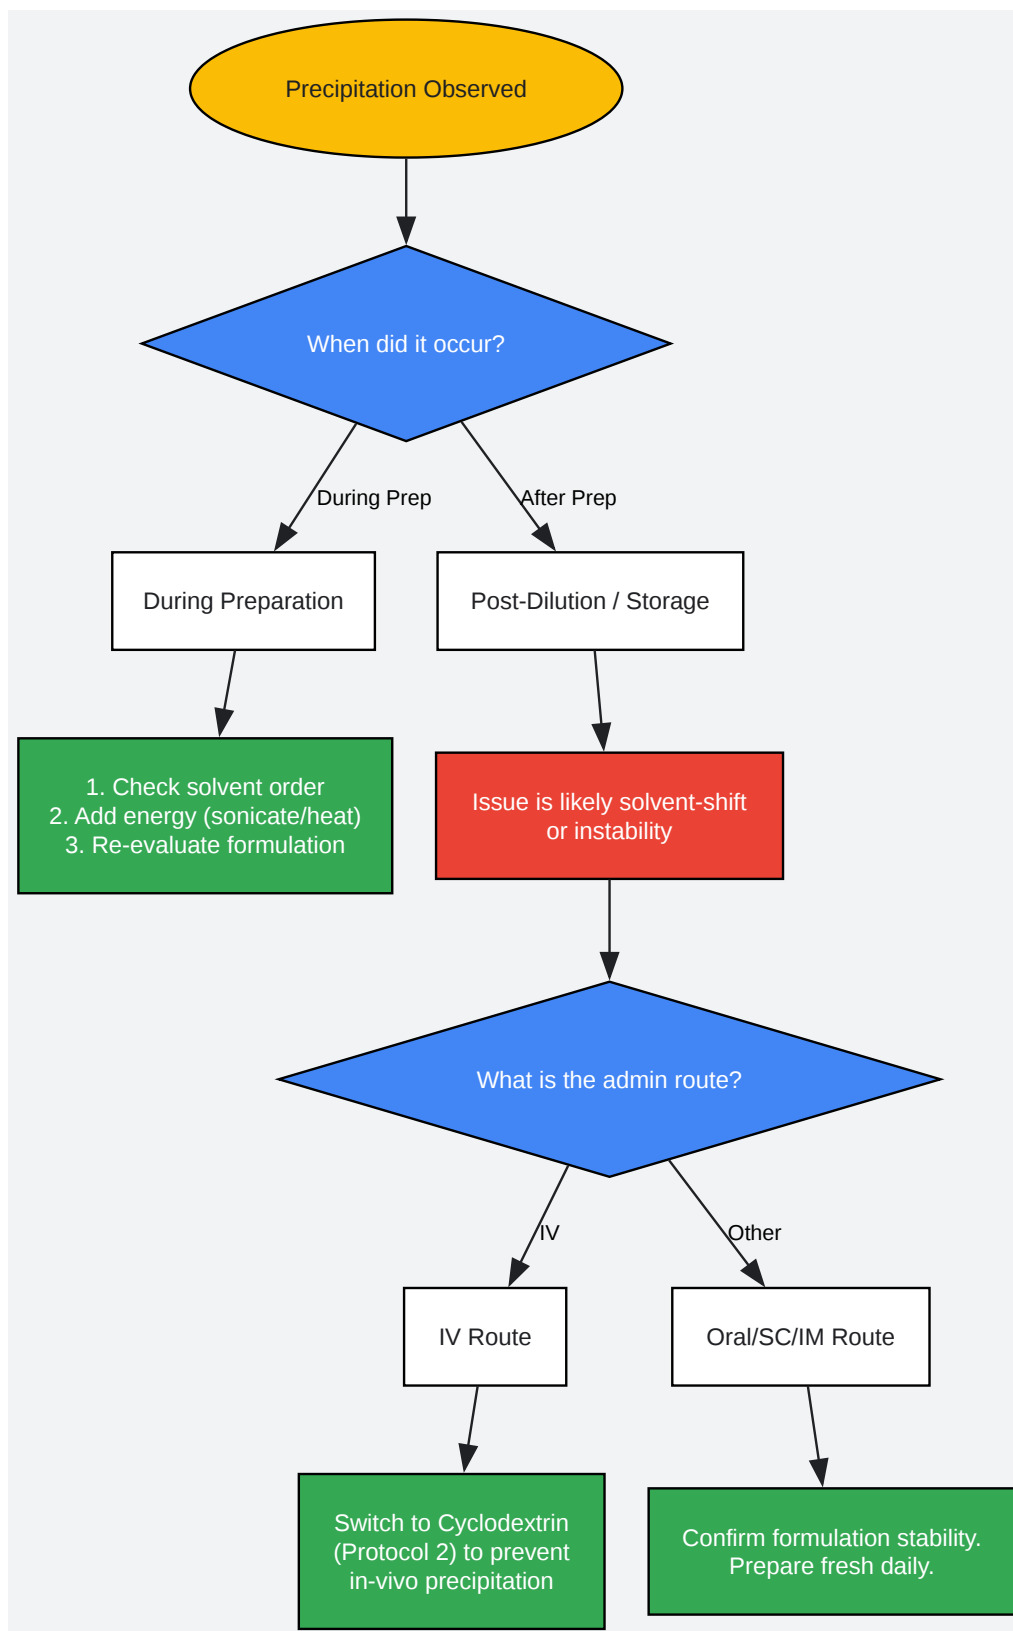 Precipitation Observed
When did it occur?
During Prep
After Prep
During Preparation
Post-Dilution / Storage
1. Check solvent order
2. Add energy (sonicate/heat)
3. Re-evaluate formulation
Issue is likely solvent-shift
or instability
What is the admin route?
IV
Other
IV Route
Oral/SC/IM Route
Switch to Cyclodextrin
(Protocol 2) to prevent
in-vivo precipitation
Confirm formulation stability.
Prepare fresh daily.